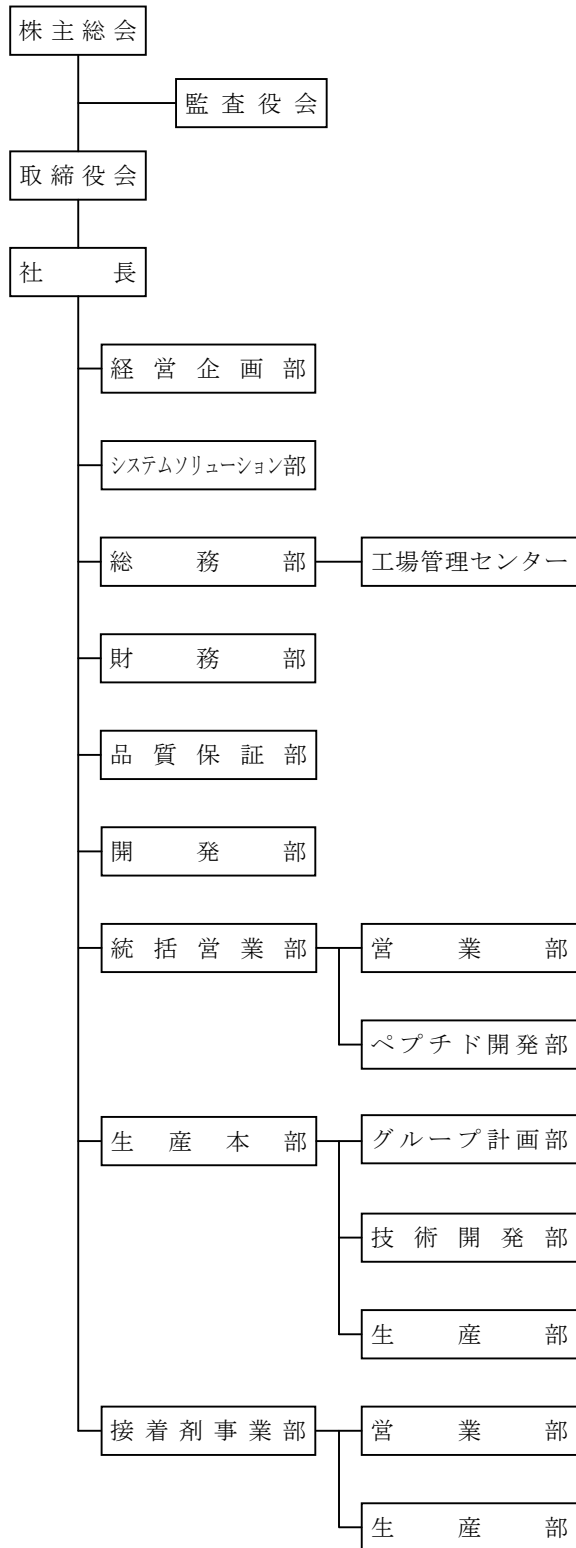 株主総会
監査役会
取締役会
社長
経営企画部
システムソリューション部
総務部
工場管理センター
財務部
品質保証部
開発部
統括営業部
営業部
ペプチド開発部
生産本部
グループ計画部
技術開発部
生産部
接着剤事業部
営業部
生産部